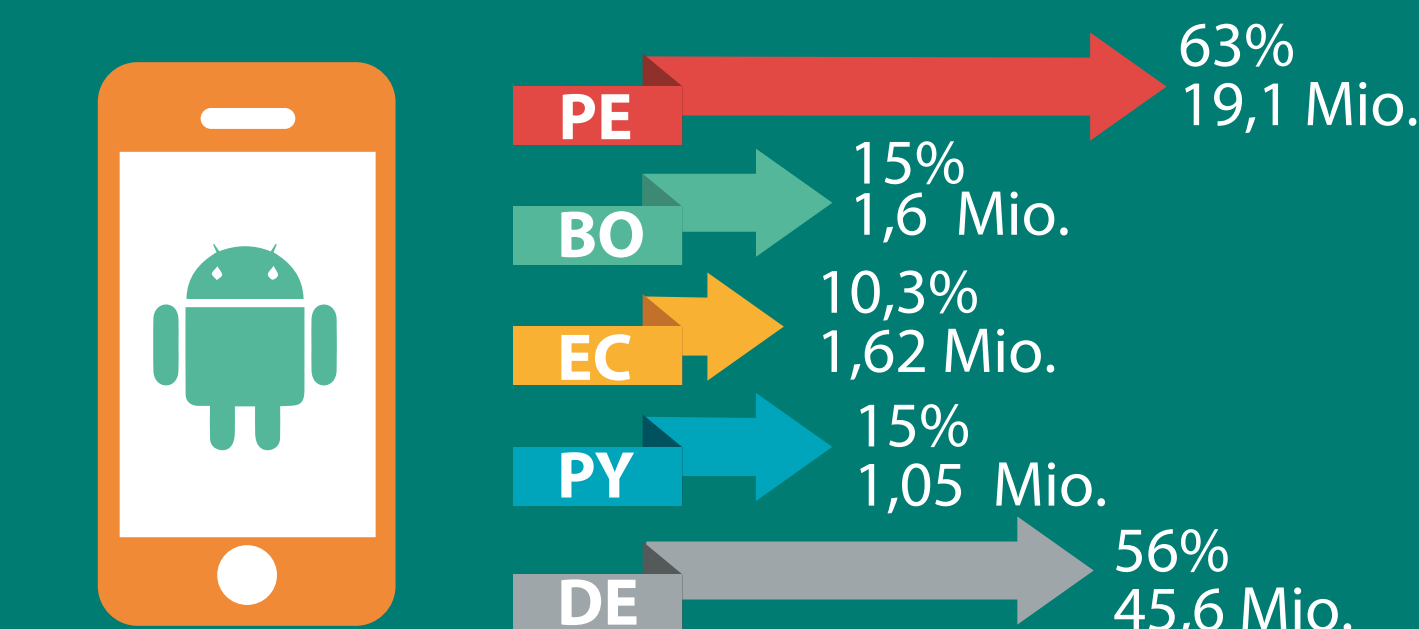 PE
63%
19,1 Mio.
BO
15%
1,6 Mio.
EC
10,3%
1,62 Mio.
PY
15%
1,05 Mio.
DE
56%
45,6 Mio.